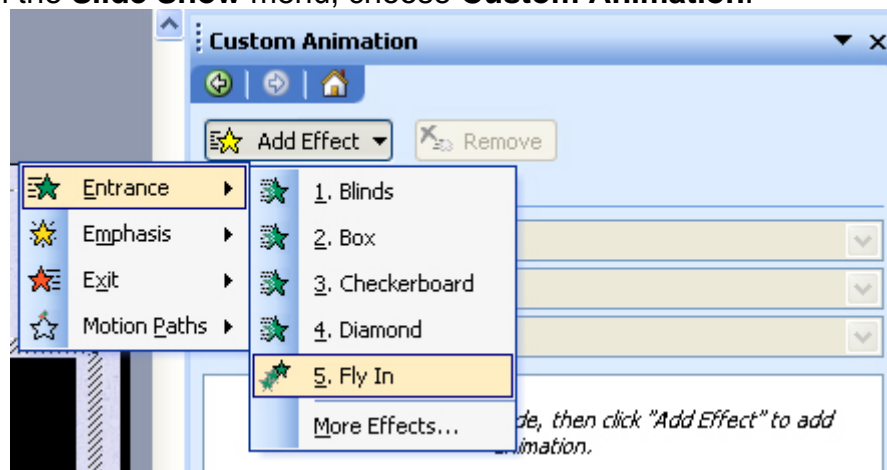 the Slide Show menu, choose Custom Animation.
Custom Animation
Add Effect
Remove
Entrance
Emphasis
Exit
Motion Paths
1. Blinds
2. Box
3. Checkerboard
4. Diamond
5. Fly In
More Effects...
de, then click "Add Effect" to add
animation.